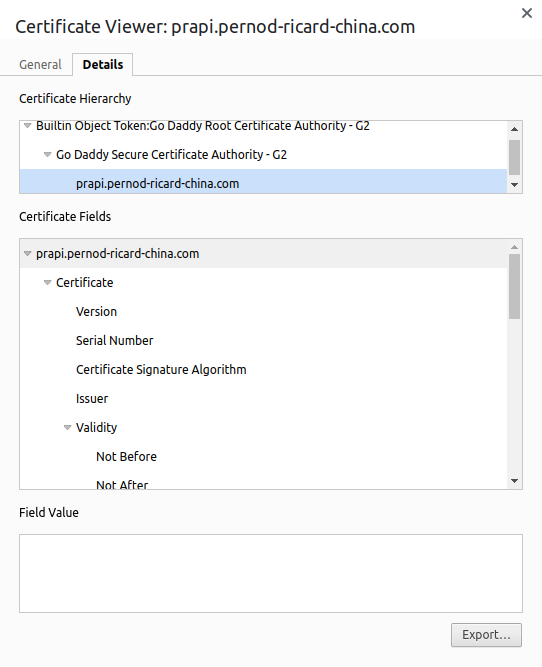 Certificate Viewer: prapi.pernod-ricard-china.com
General Details
Certificate Hierarchy
Builtin Object Token:Go Daddy Root Certificate Authority - G2
Go Daddy Secure Certificate Authority - G2
prapi.pernod-ricard-china.com
Certificate Fields
prapi.pernod-ricard-china.com
Certificate
Version
Serial Number
Certificate Signature Algorithm
Issuer
Validity
Not Before
Not After
Field Value
Export...